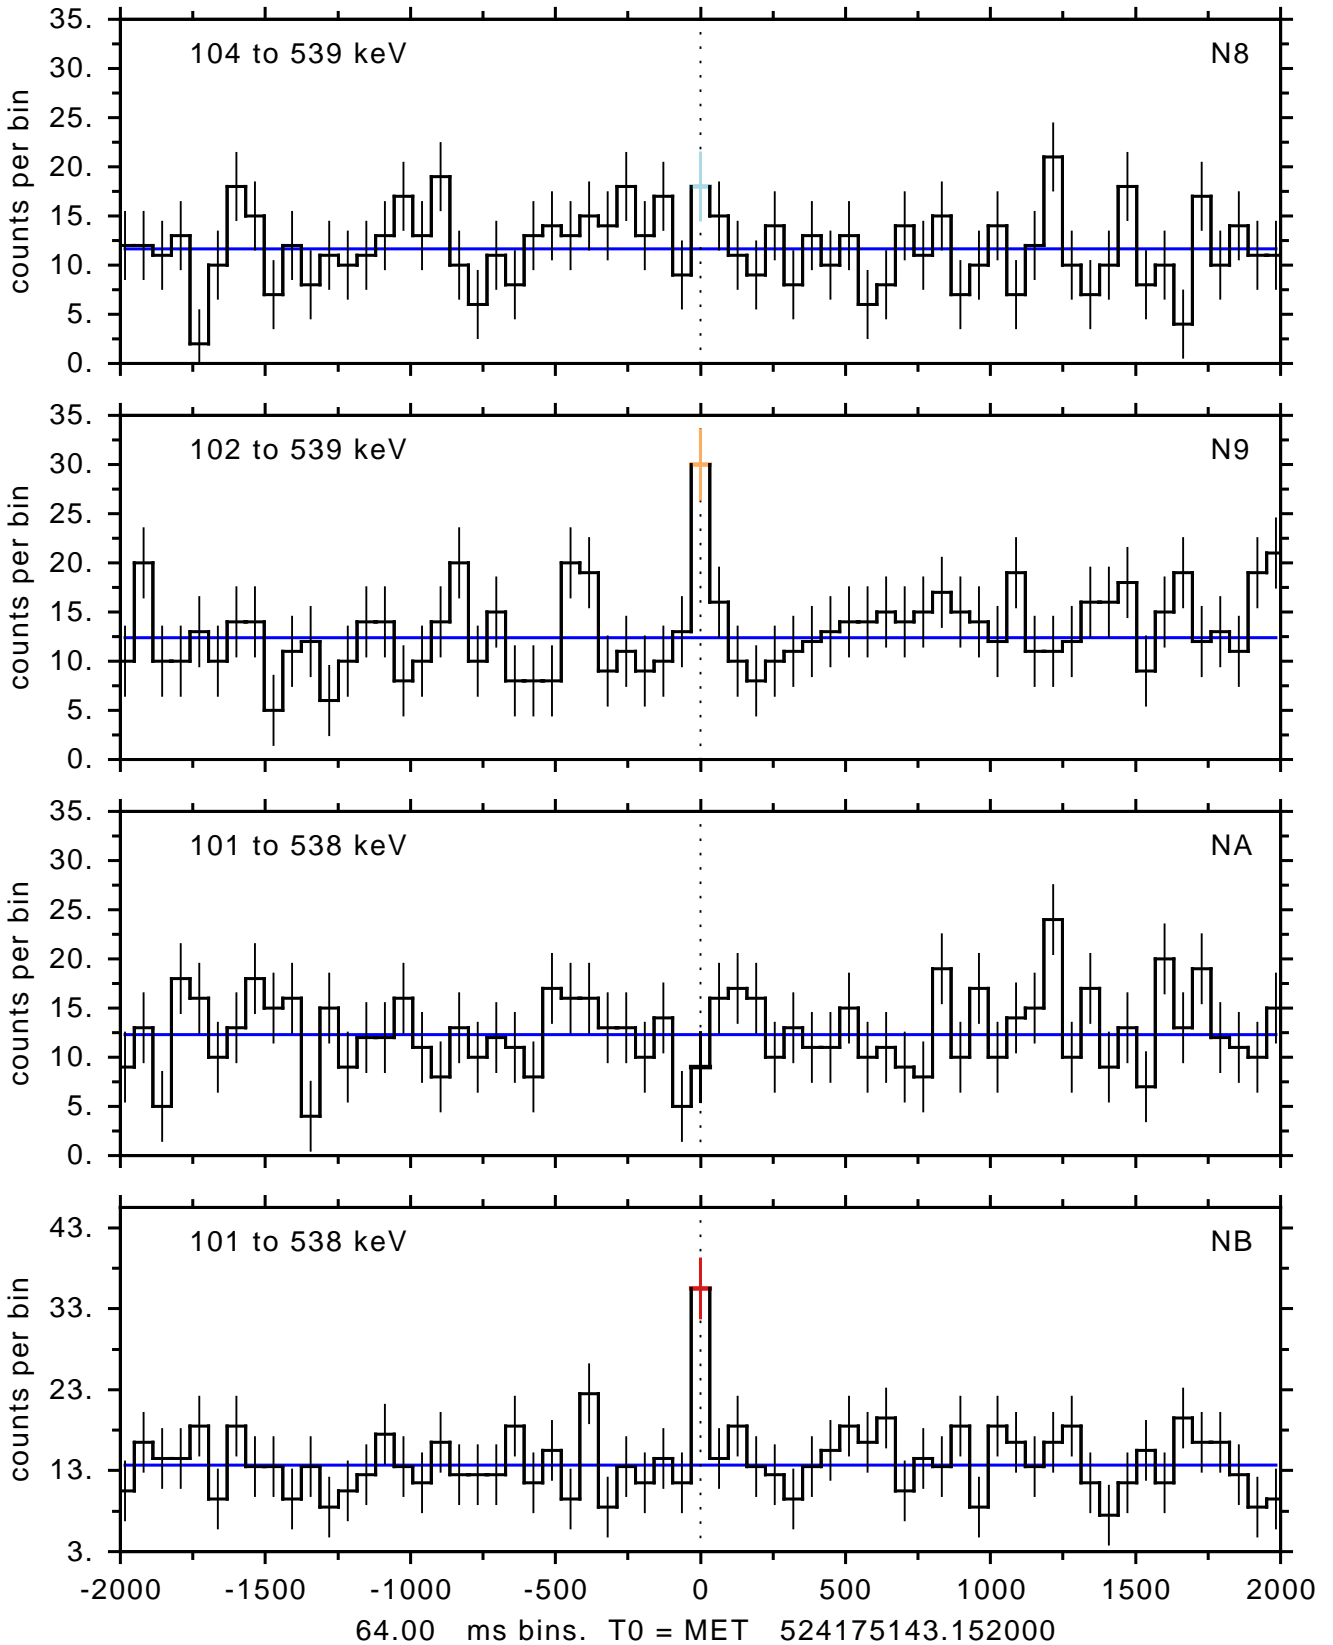 35.
104 to 539 keV N8
30.
25.
20.
15.
10.
5.
0.
counts per bin
35.
102 to 539 keV N9
30.
25.
20.
15.
10.
5.
0.
counts per bin
35.
101 to 538 keV NA
30.
25.
20.
15.
10.
5.
0.
counts per bin
43.
101 to 538 keV NB
33.
23.
13.
3.
counts per bin
-2000 -1500 -1000 -500 0 500 1000 1500 2000
64.00 ms bins. T0 = MET 524175143.152000